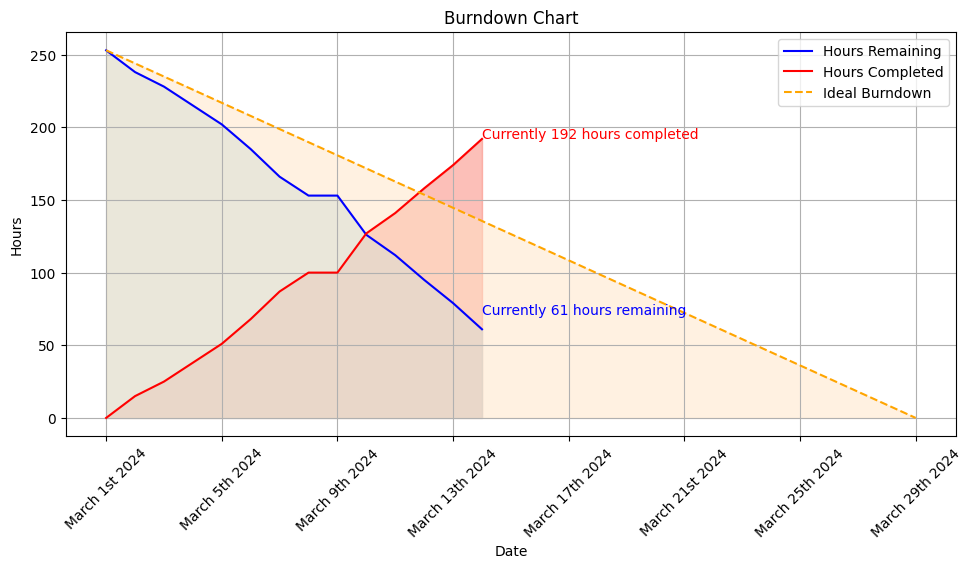 Burndown Chart
Hours Remaining
Hours Completed
Ideal Burndown
250
200
150
100
50
0
Hours
Currently 192 hours completed
Currently 61 hours remaining
March 1st 2024
March 5th 2024
March 9th 2024
March 13th 2024
March 17th 2024
March 21st 2024
March 25th 2024
March 29th 2024
Date